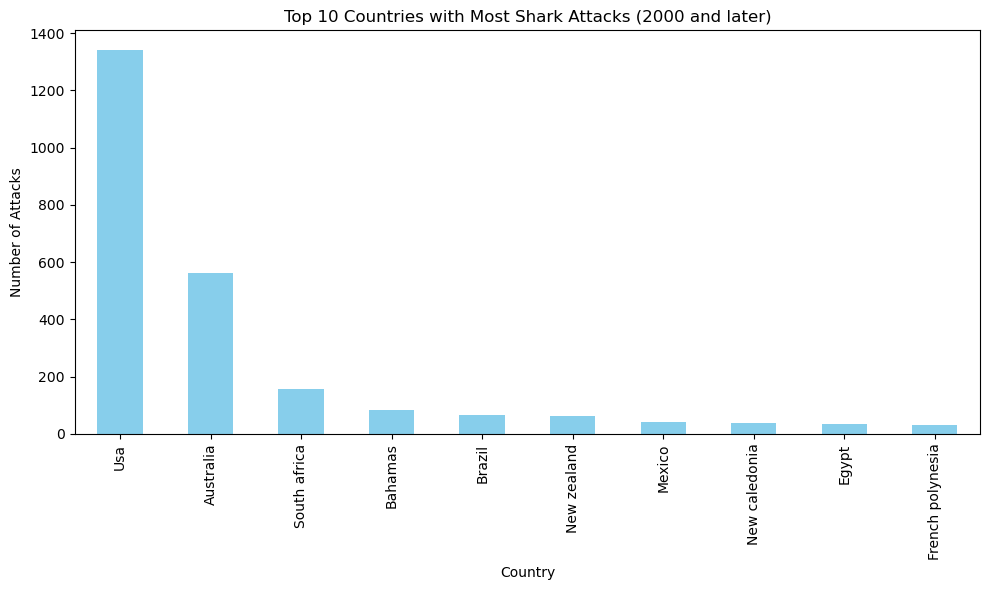 Top 10 Countries with Most Shark Attacks (2000 and later)
Number of Attacks
1400
1200
1000
800
600
400
200
0
Usa
Australia
South africa
Bahamas
Brazil
New zealand
Mexico
New caledonia
Egypt
French polynesia
Country